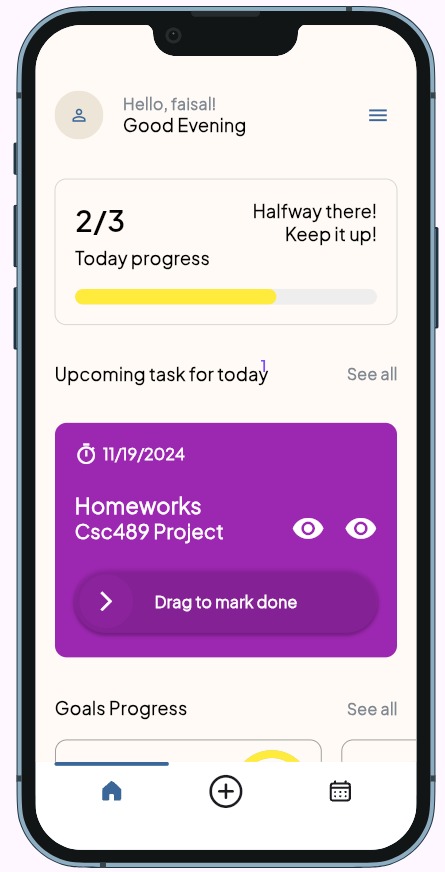 Hello, faisal!
Good Evening
2/3
Halfway there!
Keep it up!
Today progress
Upcoming task for today
1
See all
11/19/2024
Homeworks
Csc489 Project
Drag to mark done
Goals Progress
See all